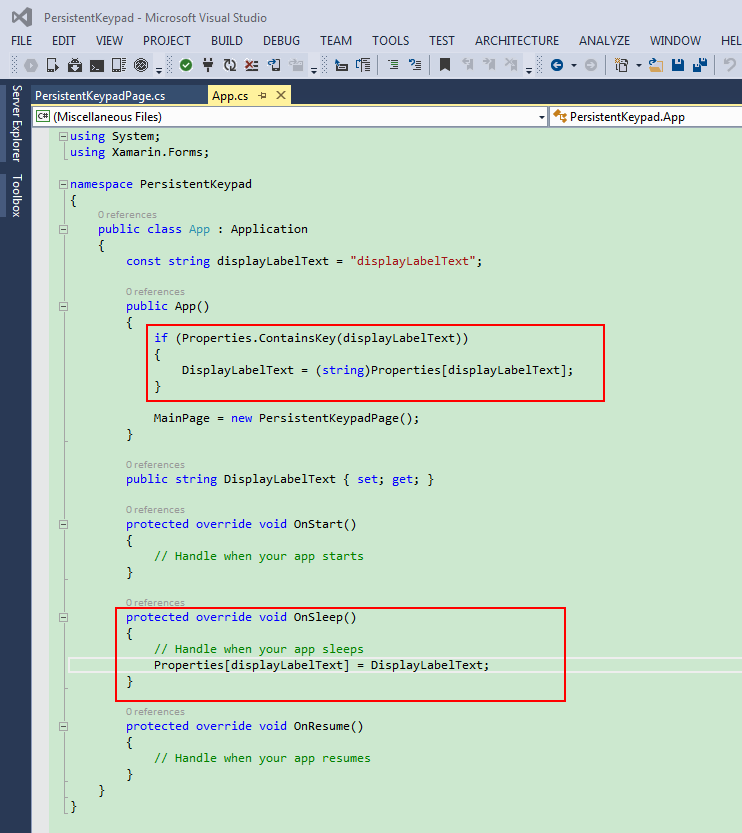 PersistentKeypad - Microsoft Visual Studio
FILE EDIT VIEW PROJECT BUILD DEBUG TEAM TOOLS TEST ARCHITECTURE ANALYZE WINDOW HEL
Server Explorer
Toolbox
PersistentKeypadPage.cs App.cs
C# (Miscellaneous Files) PersistentKeypad.App
using System;
using Xamarin.Forms;
namespace PersistentKeypad
{
0 references
public class App : Application
{
const string displayLabelText = "displayLabelText";
0 references
public App()
{
if (Properties.ContainsKey(displayLabelText))
{
DisplayLabelText = (string)Properties[displayLabelText];
}
MainPage = new PersistentKeypadPage();
}
0 references
public string DisplayLabelText { set; get; }
0 references
protected override void OnStart()
{
// Handle when your app starts
}
0 references
protected override void OnSleep()
{
// Handle when your app sleeps
Properties[displayLabelText] = DisplayLabelText;
}
0 references
protected override void OnResume()
{
// Handle when your app resumes
}
}
}